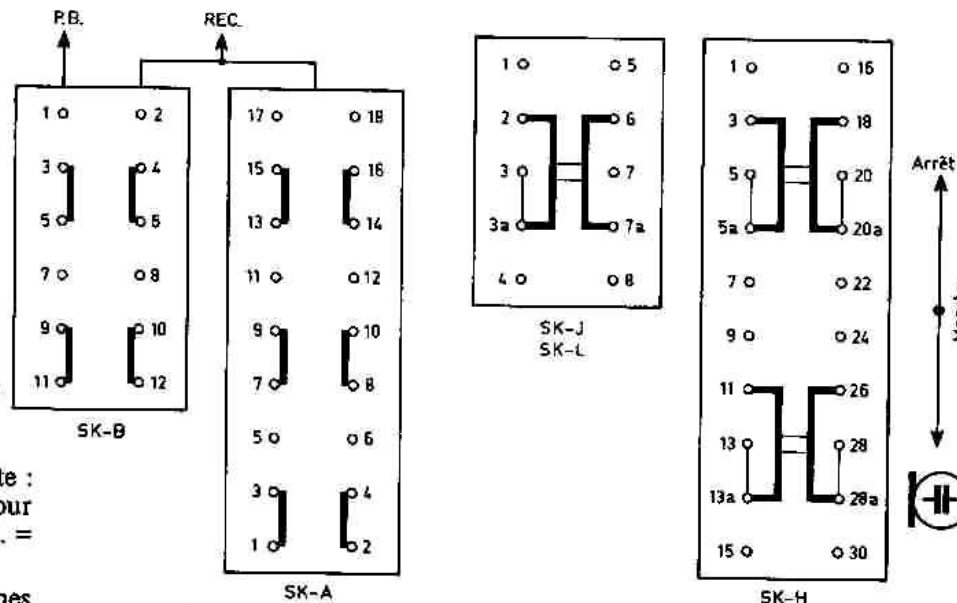 P.B.
REC.
1 2
3 4
5 6
7 8
9 10
11 12
SK-B
17 18
15 16
13 14
11 12
9 10
7 8
5 6
3 4
1 2
SK-A
1 5
2 6
3 7
3a 7a
4 8
SK-J
SK-L
1 16
3 18
5 20
5a 20a
7 22
9 24
11 26
13 28
13a 28a
15 30
SK-H
Arrêt
te :
our
. =
nes